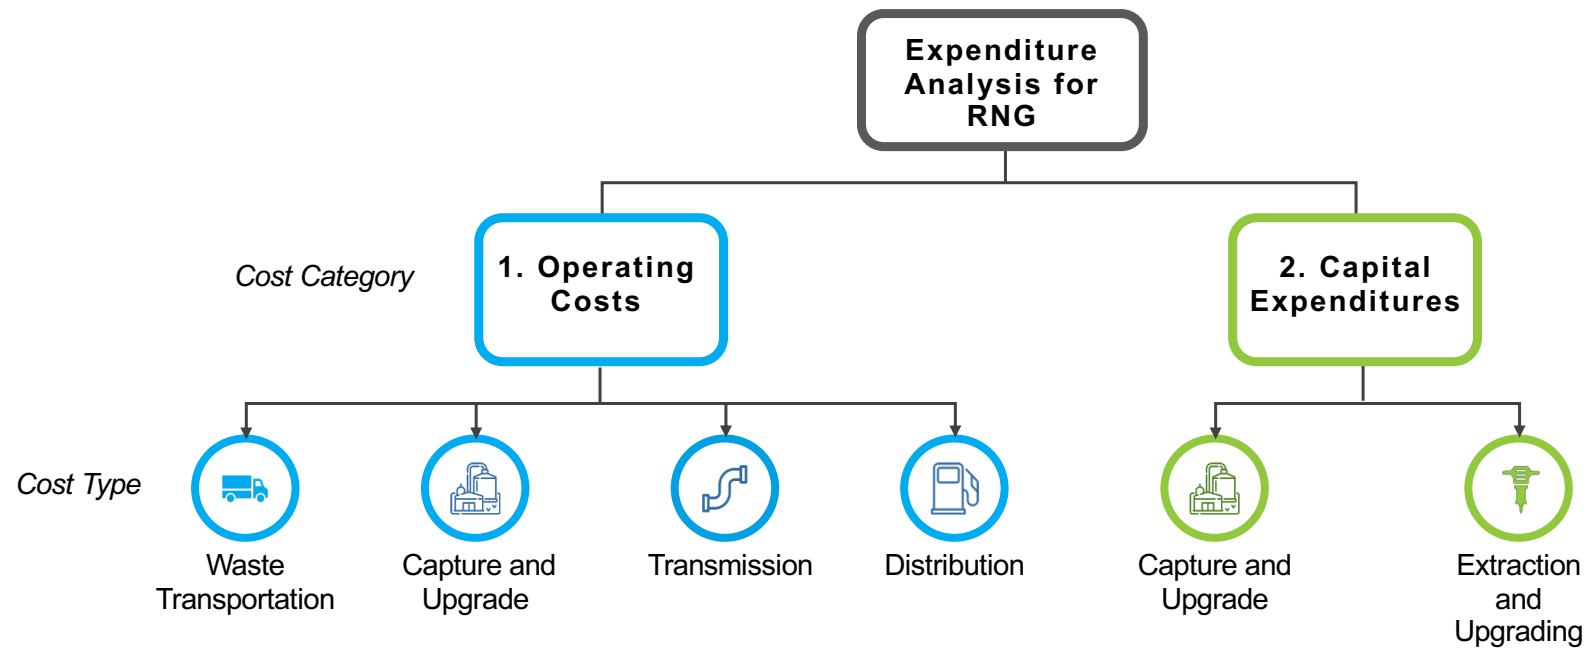 Expenditure
Analysis for
RNG
Cost Category
1. Operating
Costs
2. Capital
Expenditures
Cost Type
Waste
Transportation
Capture and
Upgrade
Transmission
Distribution
Capture and
Upgrade
Extraction
and
Upgrading